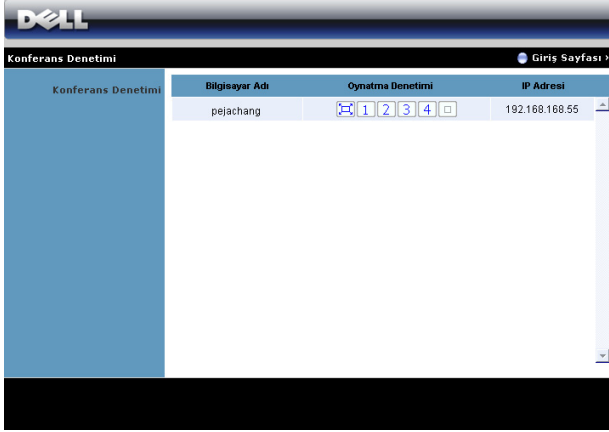 DELL
Konferans Denetimi
Giriş Sayfası ›
Konferans Denetimi
Bilgisayar Adı Oynatma Denetimi IP Adresi
pejachang 1 2 3 4 192.168.168.55